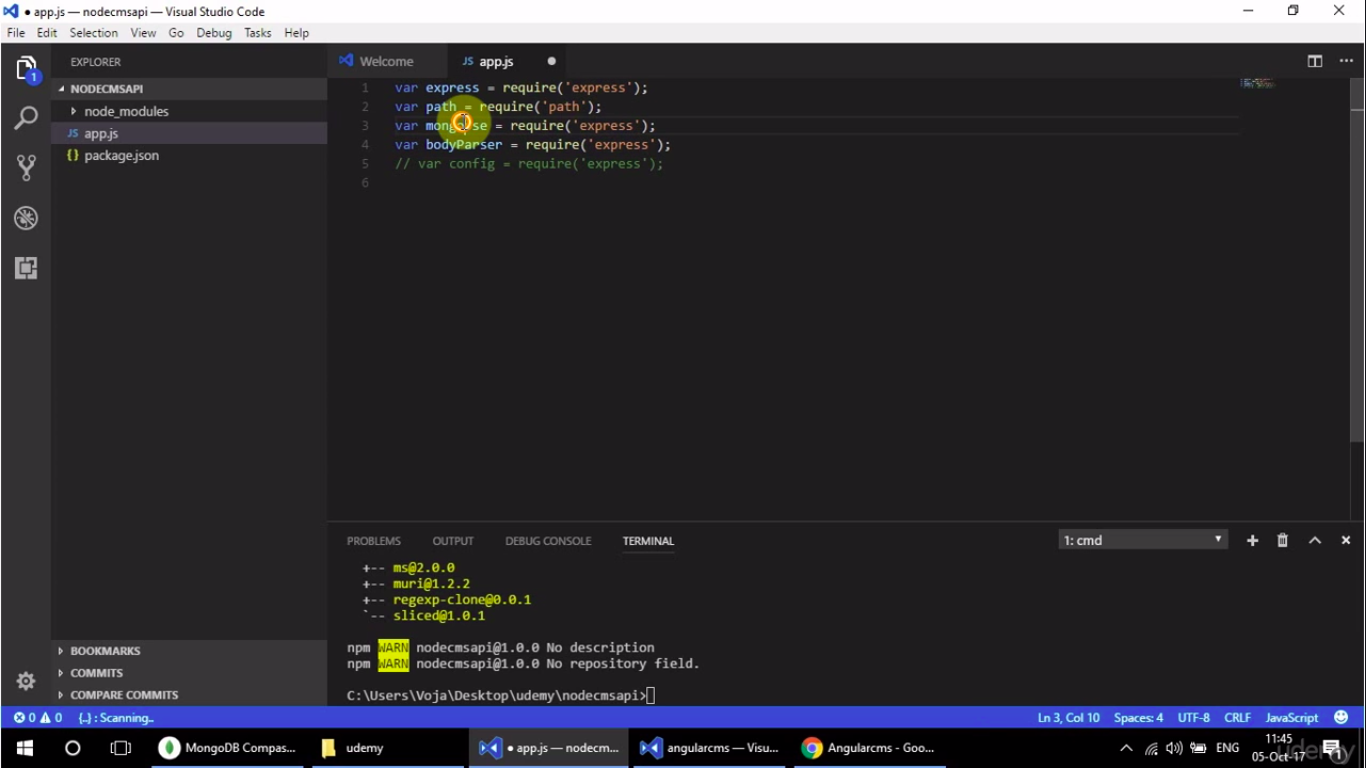 ● app.js — nodecmsapi — Visual Studio Code
File Edit Selection View Go Debug Tasks Help
EXPLORER
Welcome
JS app.js ●
NODECMSAPI
node_modules
JS app.js
{} package.json
1 var express = require('express');
2 var path = require('path');
3 var mongoose = require('express');
4 var bodyParser = require('express');
5 // var config = require('express');
6
1
PROBLEMS OUTPUT DEBUG CONSOLE TERMINAL 1: cmd
+-- ms@2.0.0
+-- muri@1.2.2
+-- regexp-clone@0.0.1
`-- sliced@1.0.1
npm WARN nodecmsapi@1.0.0 No description
npm WARN nodecmsapi@1.0.0 No repository field.
C:\Users\Voja\Desktop\udemy\nodecmsapi>
BOOKMARKS
COMMITS
COMPARE COMMITS
0 0 {..} : Scanning..
Ln 3, Col 10 Spaces: 4 UTF-8 CRLF JavaScript
MongoDB Compas... udemy ● app.js — nodecm... angularcms — Visu... Angularcms - Goo...
ENG
11:45
05-Oct-17
1
udemy